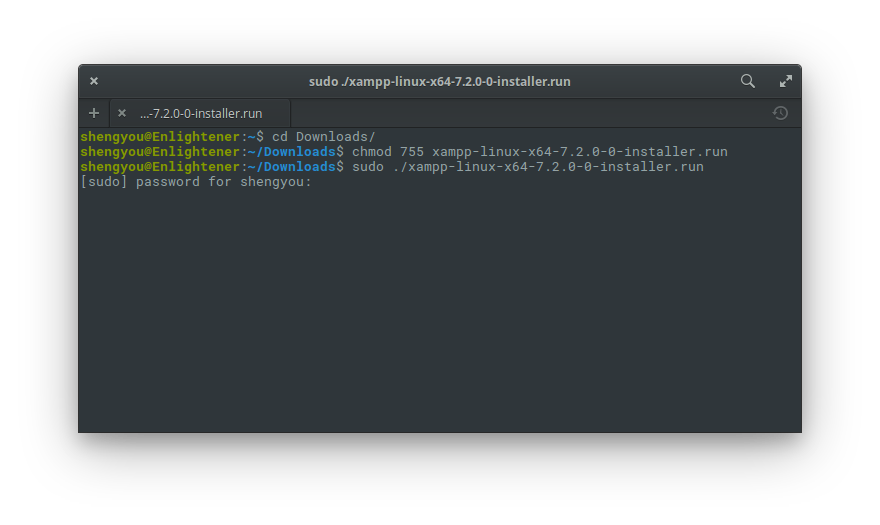 sudo ./xampp-linux-x64-7.2.0-0-installer.run
...-7.2.0-0-installer.run
shengyou@Enlightener:~$ cd Downloads/
shengyou@Enlightener:~/Downloads$ chmod 755 xampp-linux-x64-7.2.0-0-installer.run
shengyou@Enlightener:~/Downloads$ sudo ./xampp-linux-x64-7.2.0-0-installer.run
[sudo] password for shengyou: